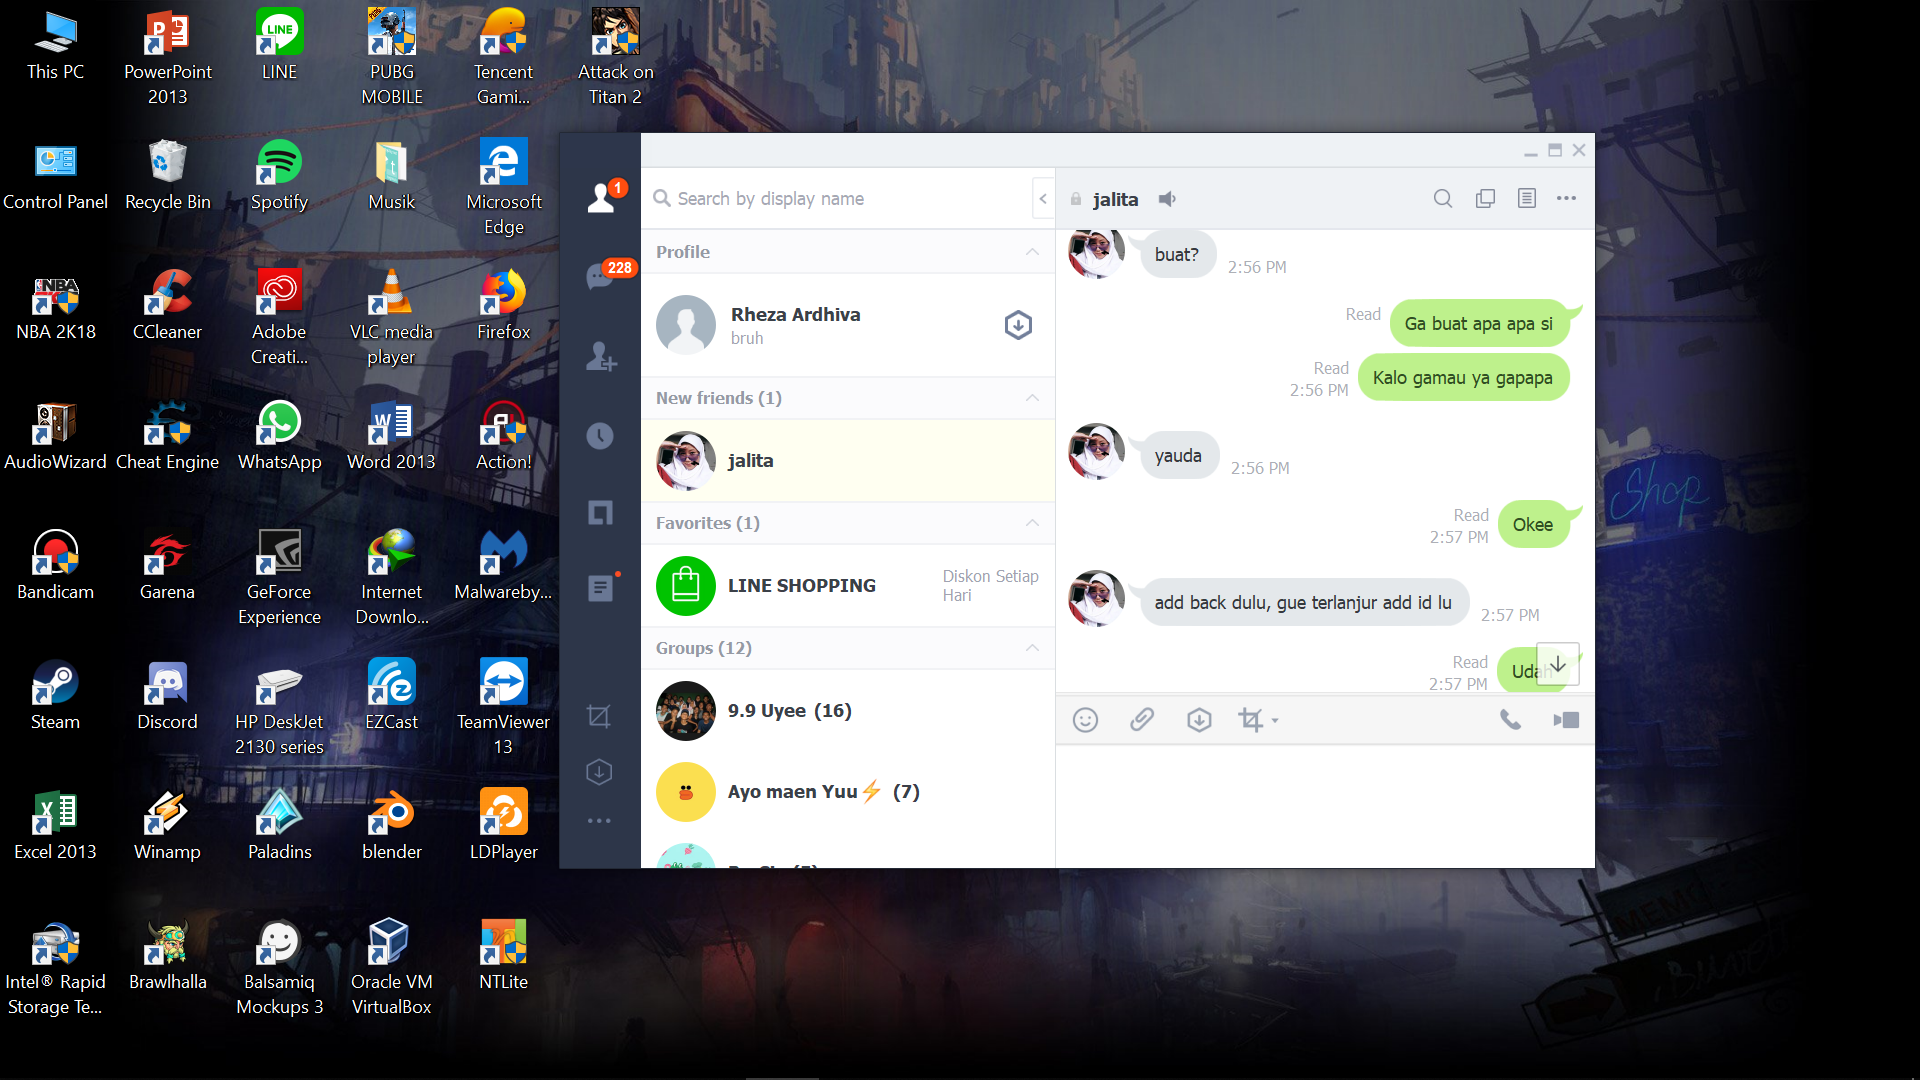 This PC
PowerPoint
2013
LINE
PUBG
MOBILE
Tencent
Gami...
Attack on
Titan 2
Control Panel
Recycle Bin
Spotify
Musik
Microsoft
Edge
NBA 2K18
CCleaner
Adobe
Creati...
VLC media
player
Firefox
AudioWizard
Cheat Engine
WhatsApp
Word 2013
Action!
Bandicam
Garena
GeForce
Experience
Internet
Downlo...
Malwareby...
Steam
Discord
HP DeskJet
2130 series
EZCast
TeamViewer
13
Excel 2013
Winamp
Paladins
blender
LDPlayer
Intel® Rapid
Storage Te...
Brawlhalla
Balsamiq
Mockups 3
Oracle VM
VirtualBox
NTLite
1
228
Search by display name
Profile
Rheza Ardhiva
bruh
New friends (1)
jalita
Favorites (1)
LINE SHOPPING
Diskon Setiap
Hari
Groups (12)
9.9 Uyee (16)
Ayo maen Yuu⚡ (7)
jalita
buat?
2:56 PM
Read
Ga buat apa apa si
Read
2:56 PM
Kalo gamau ya gapapa
yauda
2:56 PM
Read
2:57 PM
Okee
add back dulu, gue terlanjur add id lu
2:57 PM
Read
2:57 PM
Udah
Shop